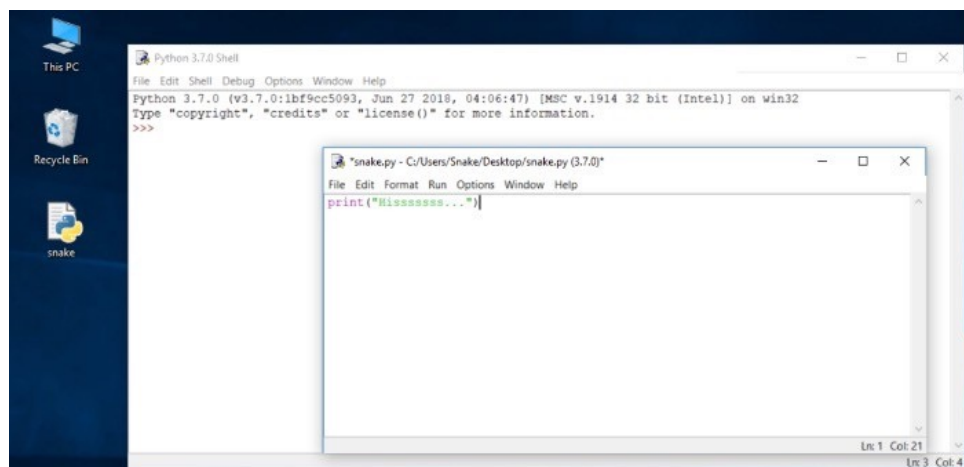 This PC
Recycle Bin
snake
Python 3.7.0 Shell
File Edit Shell Debug Options Window Help
Python 3.7.0 (v3.7.0:1bf9cc5093, Jun 27 2018, 04:06:47) [MSC v.1914 32 bit (Intel)] on win32
Type "copyright", "credits" or "license()" for more information.
>>>
*snake.py - C:/Users/Snake/Desktop/snake.py (3.7.0)*
File Edit Format Run Options Window Help
print("Hisssssss...")
Ln: 1 Col: 21
Ln: 3 Col: 4